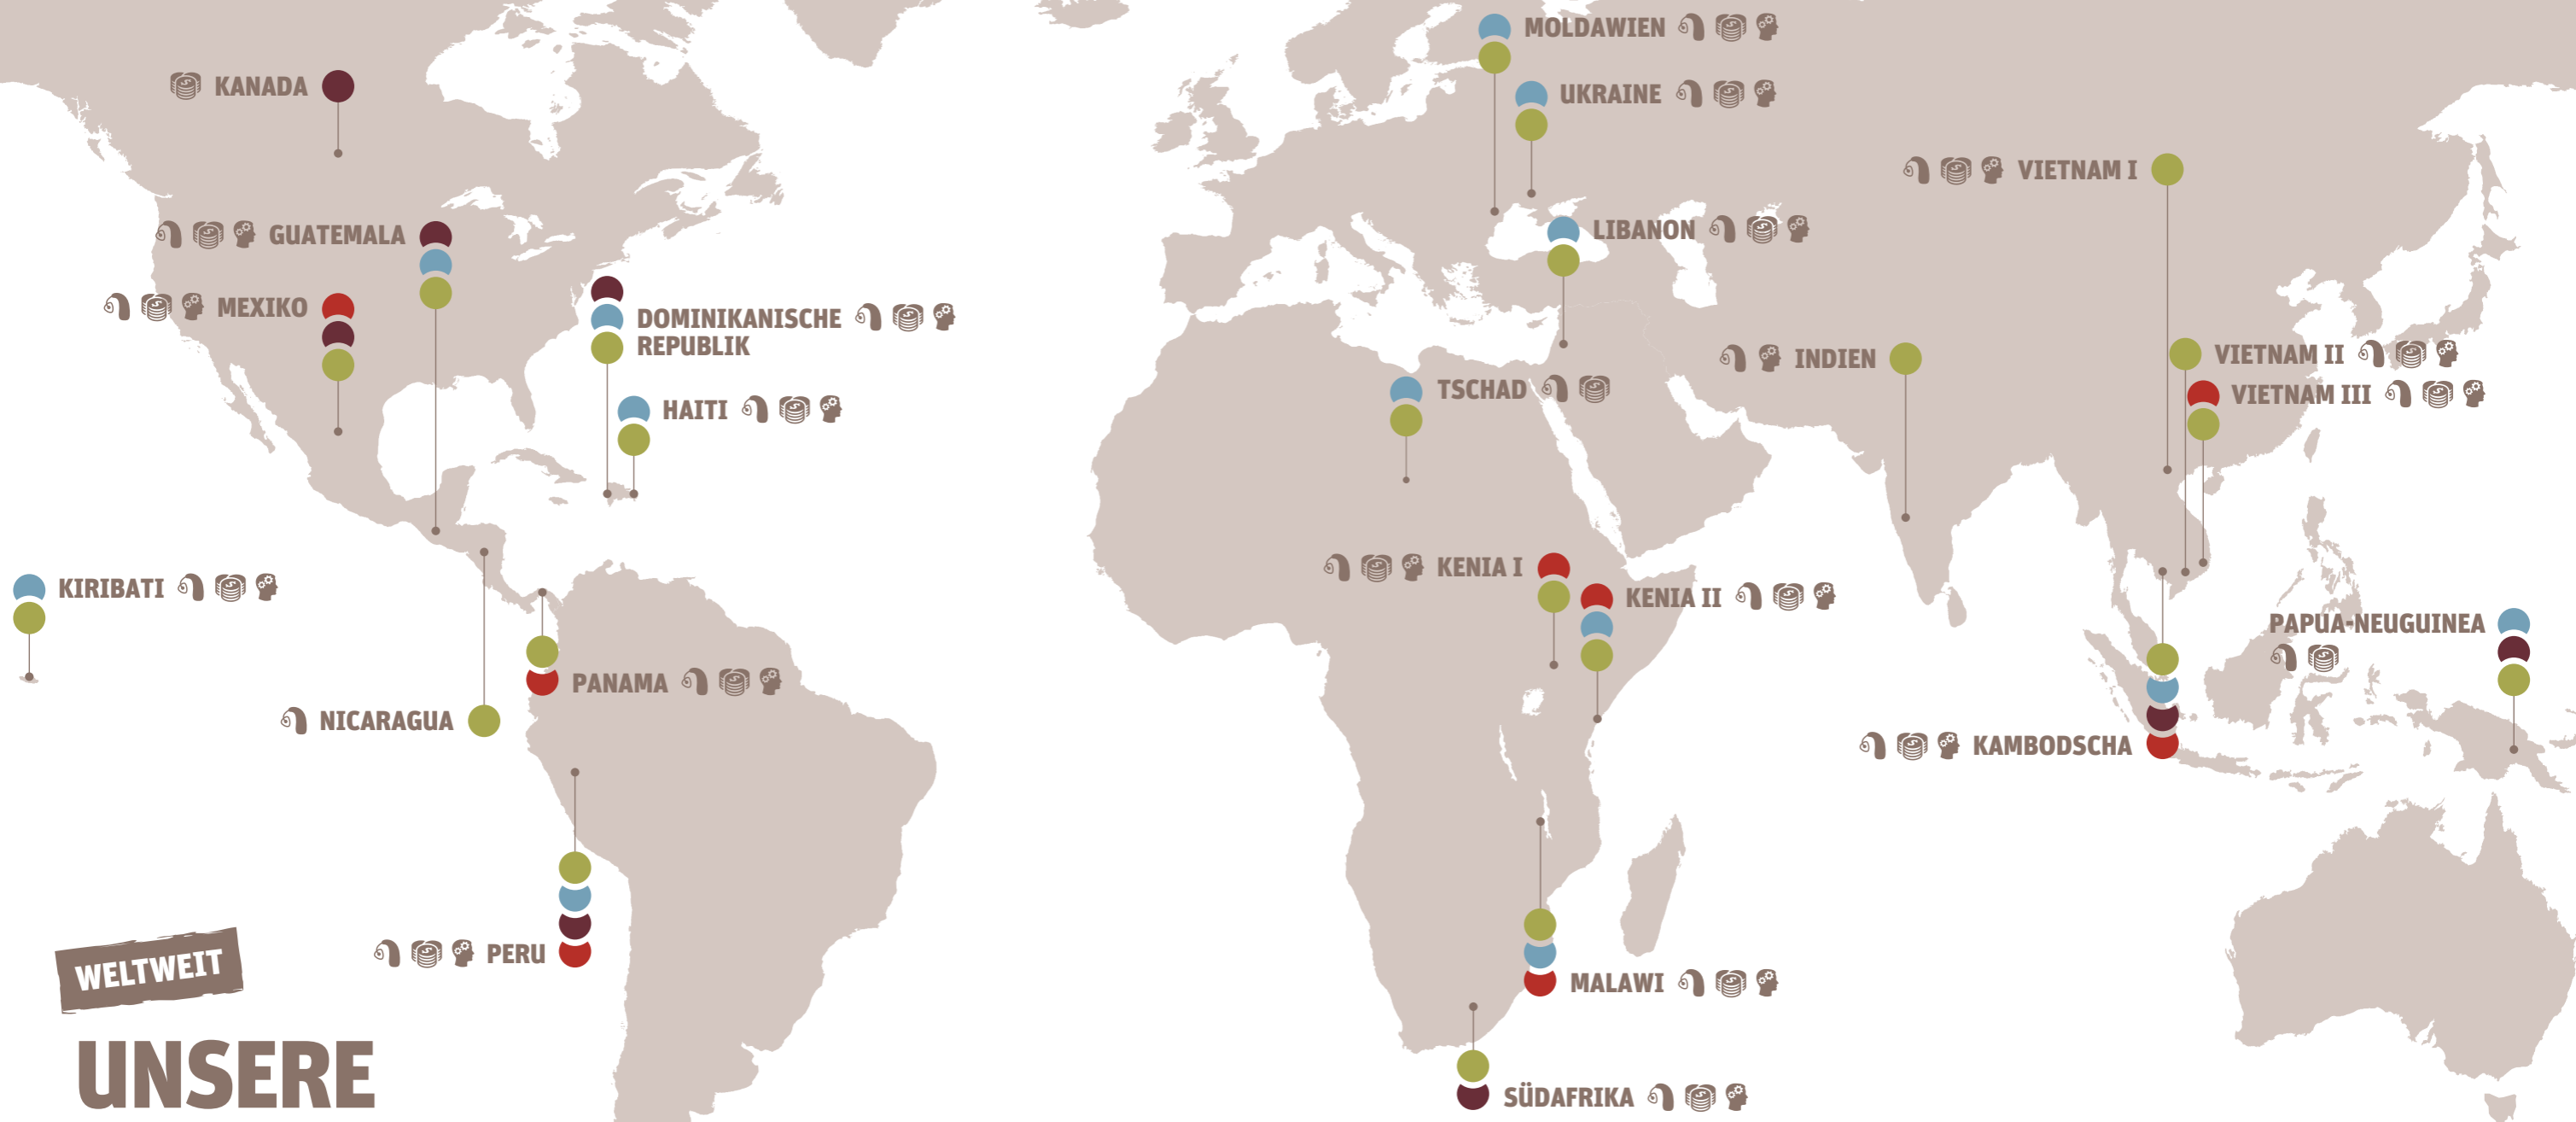 MOLDAWIEN
KANADA
UKRAINE
VIETNAM I
GUATEMALA
LIBANON
MEXIKO
DOMINIKANISCHE
REPUBLIK
VIETNAM II
INDIEN
TSCHAD
VIETNAM III
HAITI
KENIA I
KIRIBATI
KENIA II
PAPUA-NEUGUINEA
PANAMA
NICARAGUA
KAMBODSCHA
PERU
WELTWEIT
MALAWI
UNSERE
SÜDAFRIKA